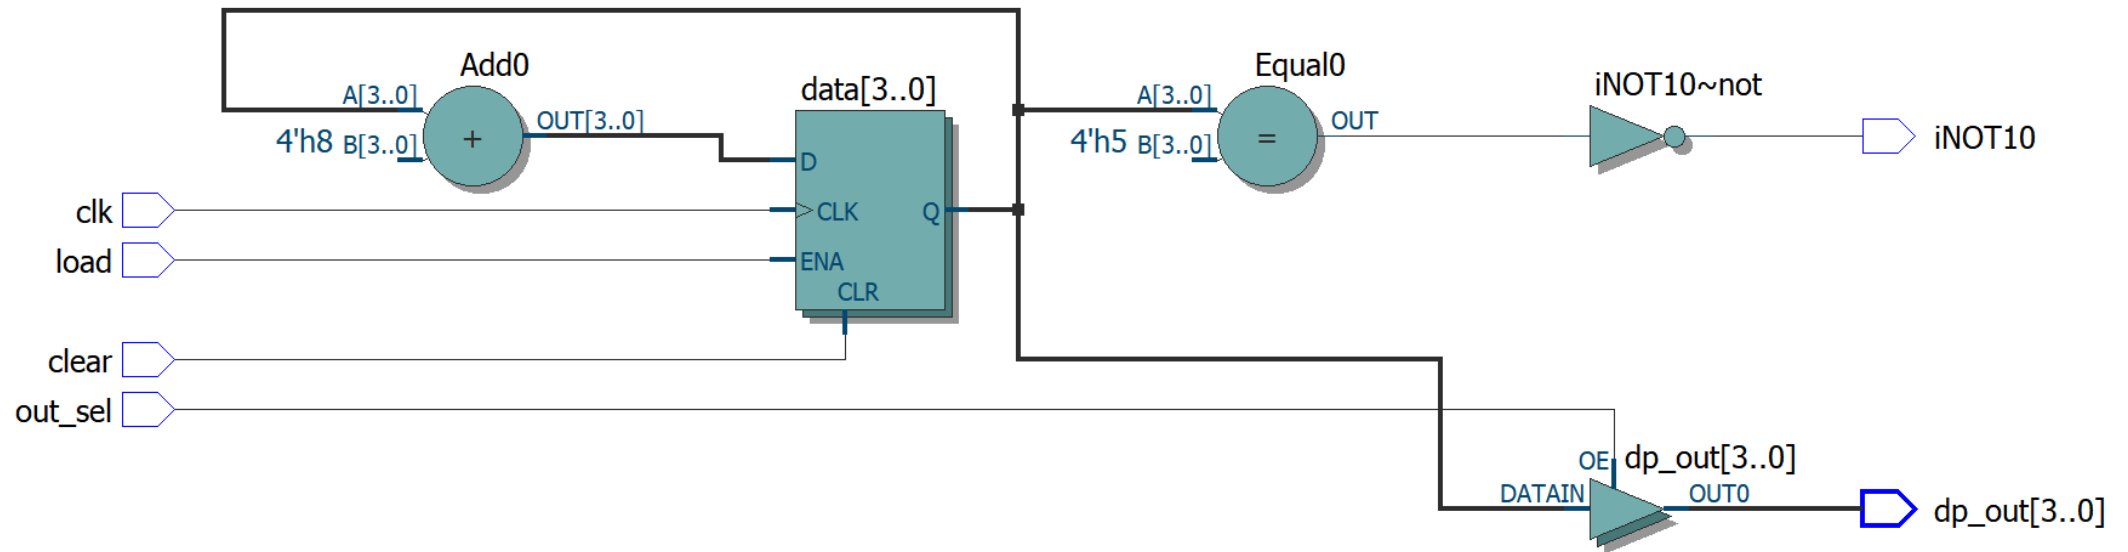 Add0
A[3..0]
4'h8 B[3..0]
+
OUT[3..0]
data[3..0]
D
CLK
Q
ENA
CLR
Equal0
A[3..0]
4'h5 B[3..0]
=
OUT
iNOT10~not
iNOT10
clk
load
clear
out_sel
OE
dp_out[3..0]
DATAIN
OUT0
dp_out[3..0]